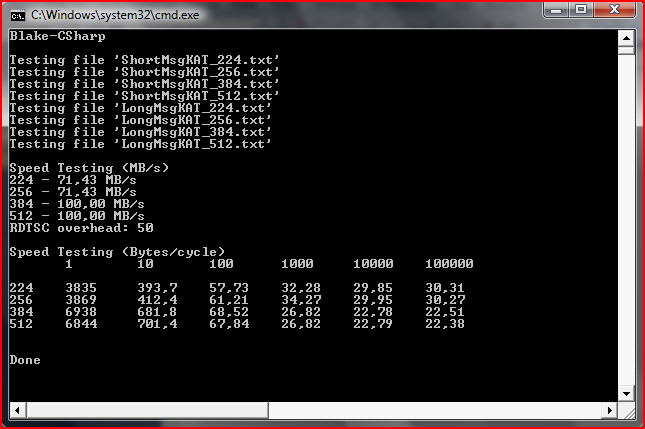 C:\Windows\system32\cmd.exe
Blake-CSharp
Testing file 'ShortMsgKAT_224.txt'
Testing file 'ShortMsgKAT_256.txt'
Testing file 'ShortMsgKAT_384.txt'
Testing file 'ShortMsgKAT_512.txt'
Testing file 'LongMsgKAT_224.txt'
Testing file 'LongMsgKAT_256.txt'
Testing file 'LongMsgKAT_384.txt'
Testing file 'LongMsgKAT_512.txt'
Speed Testing (MB/s)
224 - 71,43 MB/s
256 - 71,43 MB/s
384 - 100,00 MB/s
512 - 100,00 MB/s
RDTSC overhead: 50
Speed Testing (Bytes/cycle)
1 10 100 1000 10000 100000
224 3835 393,7 57,73 32,28 29,85 30,31
256 3869 412,4 61,21 34,27 29,95 30,27
384 6938 681,8 68,52 26,82 22,78 22,51
512 6844 701,4 67,84 26,82 22,79 22,38
Done